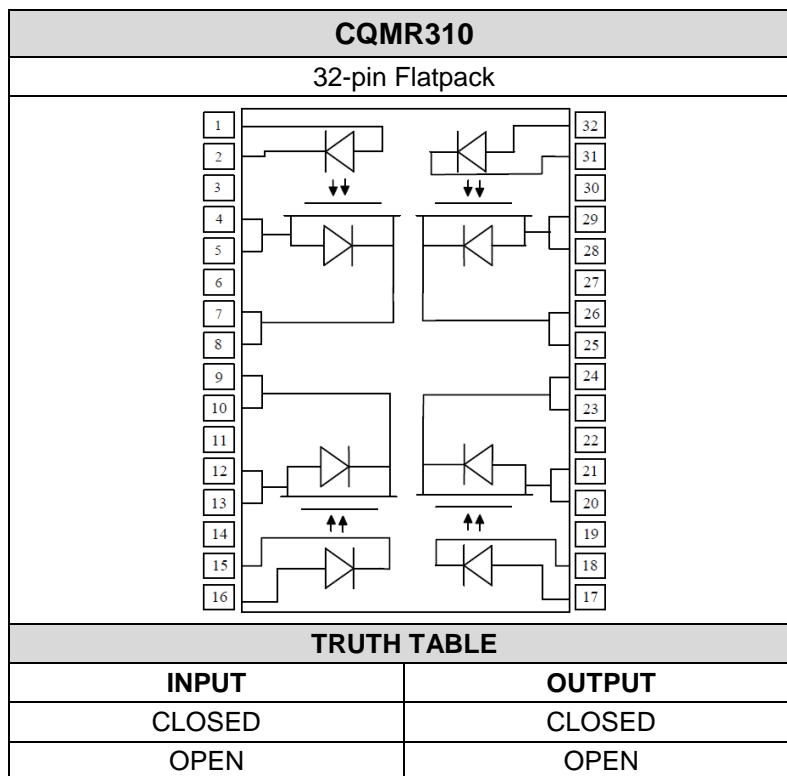 CQMR310
32-pin Flatpack
1 32
2 31
3 30
4 29
5 28
6 27
7 26
8 25
9 24
10 23
11 22
12 21
13 20
14 19
15 18
16 17
TRUTH TABLE
INPUT OUTPUT
CLOSED CLOSED
OPEN OPEN